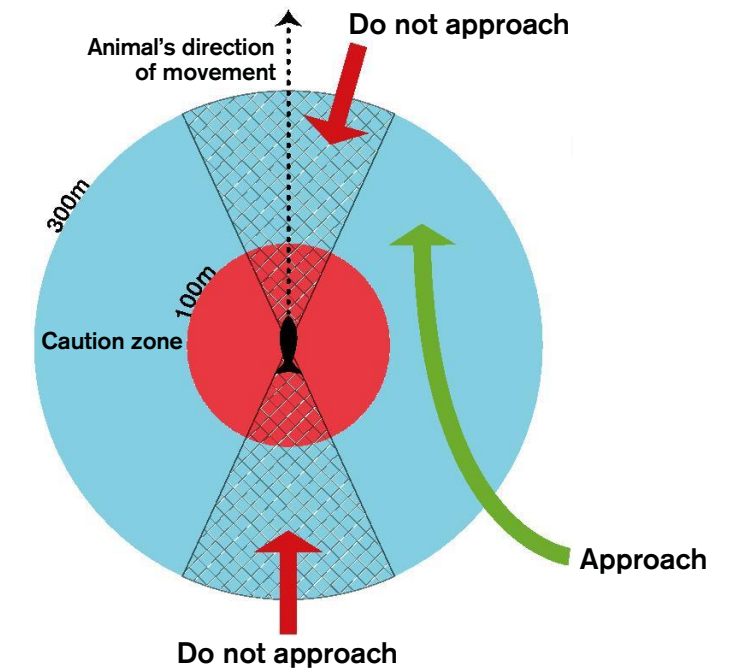 Do not approach
Animal's direction
of movement
300m
100m
Caution zone
Approach
Do not approach